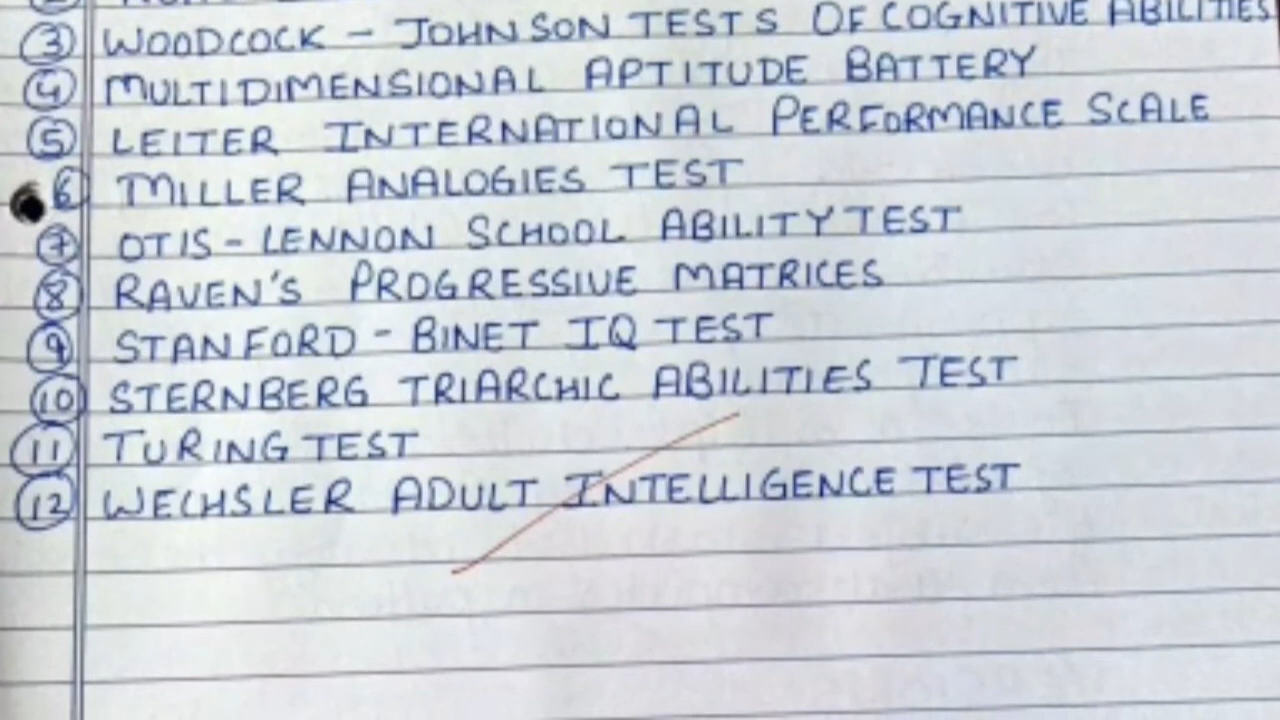 ③ WOODCOCK - JOHNSON TESTS OF COGNITIVE ABILITIES
④ MULTIDIMENSIONAL APTITUDE BATTERY
⑤ LEITER INTERNATIONAL PERFORMANCE SCALE
⑥ MILLER ANALOGIES TEST
⑦ OTIS - LENNON SCHOOL ABILITY TEST
⑧ RAVEN'S PROGRESSIVE MATRICES
⑨ STANFORD - BINET IQ TEST
⑩ STERNBERG TRIARCHIC ABILITIES TEST
⑪ TURING TEST
⑫ WECHSLER ADULT INTELLIGENCE TEST